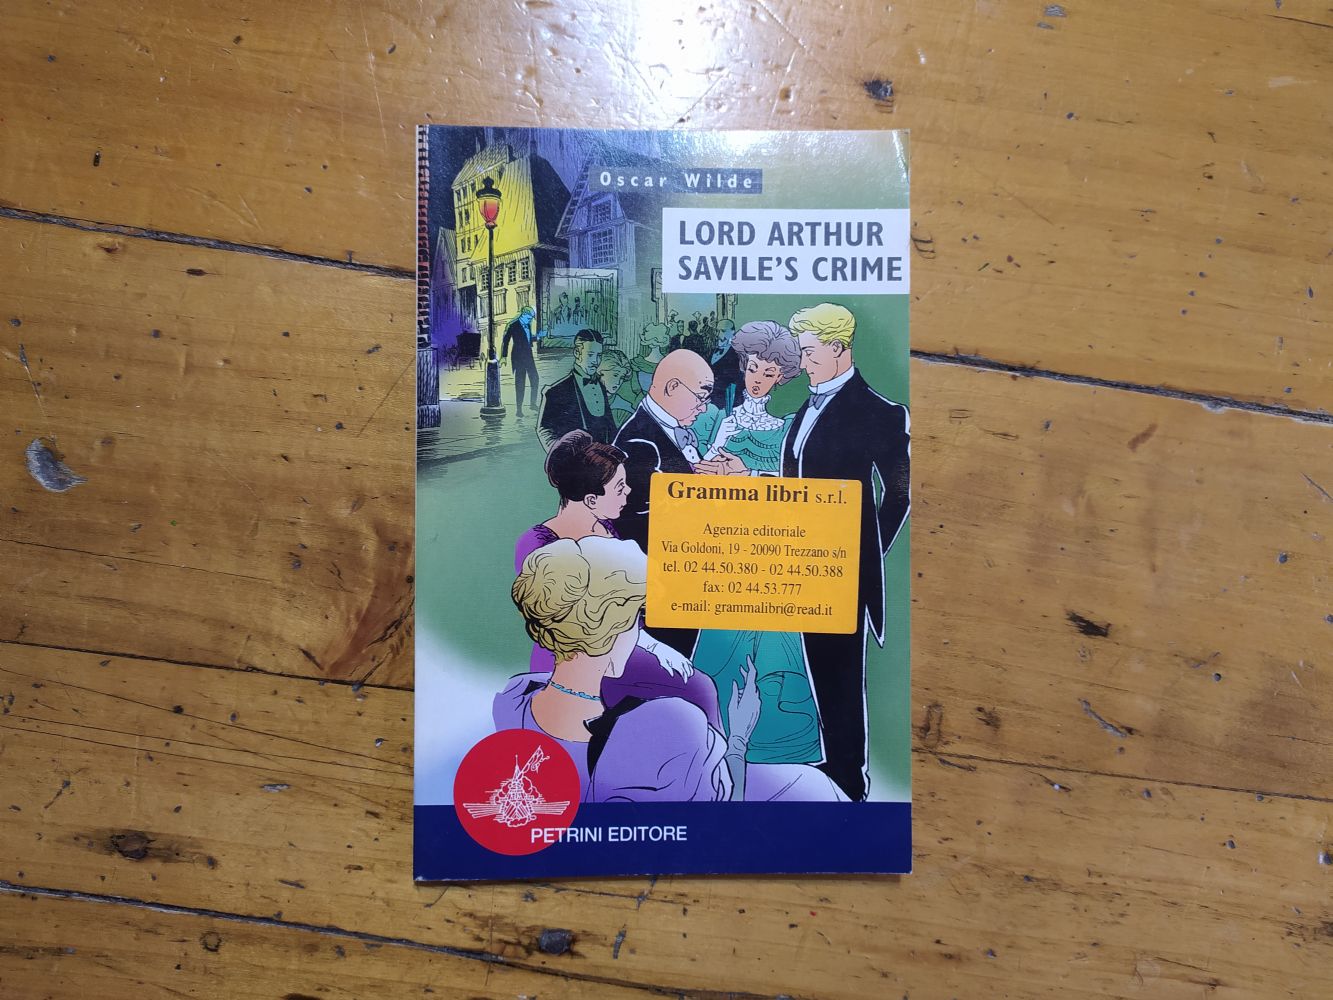 Oscar Wilde
LORD ARTHUR
SAVILE'S CRIME
Gramma libri s.r.l.
Agenzia editoriale
Via Goldoni, 19 - 20090 Trezzano s/n
tel. 02 44.50.380 - 02 44.50.388
fax: 02 44.53.777
e-mail: grammalibri@read.it
PETRINI EDITORE